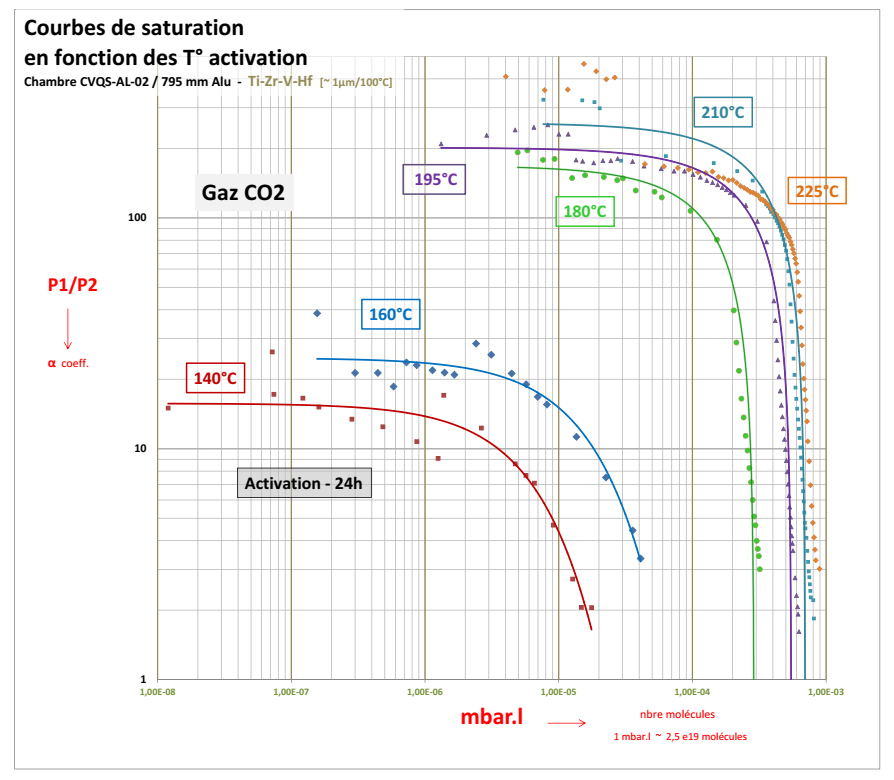 Courbes de saturation
en fonction des T° activation
Chambre CVQS-AL-02 / 795 mm Alu - Ti-Zr-V-Hf [~ 1µm/100°C]
210°C
Gaz CO2
195°C
225°C
180°C
100
P1/P2
α coeff.
160°C
140°C
10
Activation - 24h
1
1,00E-08
1,00E-07
1,00E-06
1,00E-05
1,00E-04
1,00E-03
mbar.l
nbre molécules
1 mbar.l ~ 2,5 e19 molécules